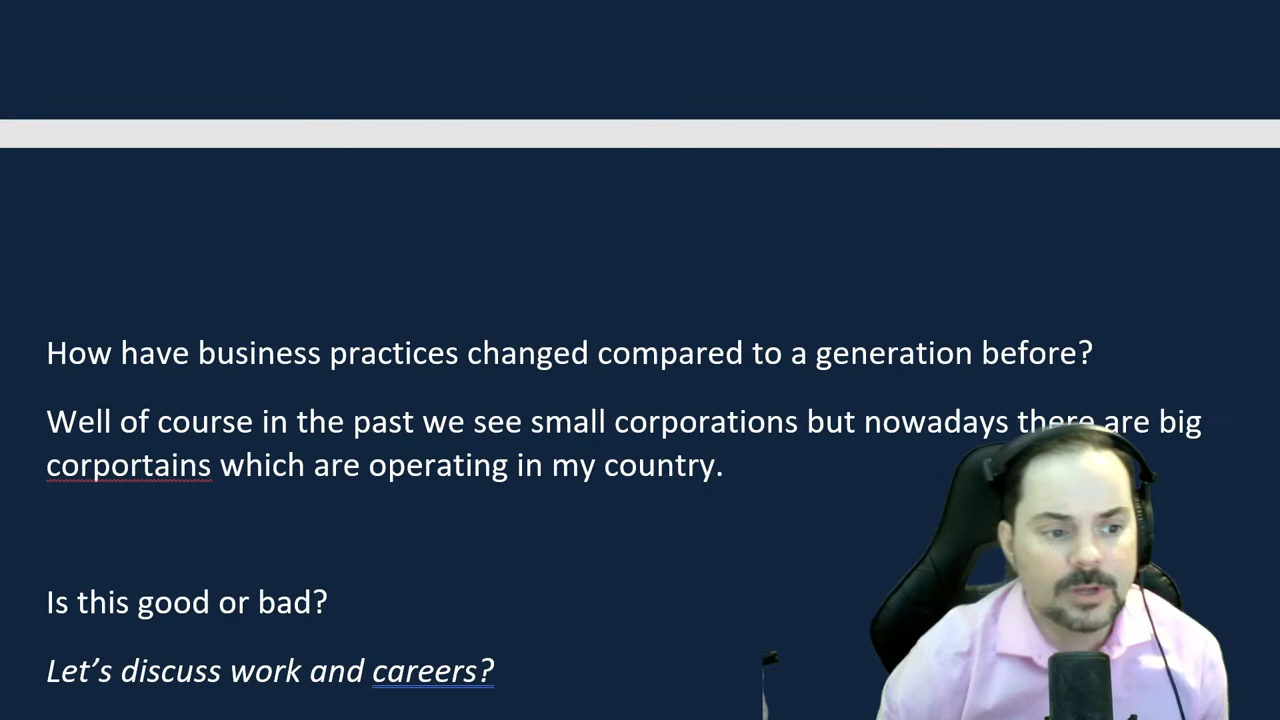 How have business practices changed compared to a generation before?
Well of course in the past we see small corporations but nowadays there are big
corportains which are operating in my country.
Is this good or bad?
Let's discuss work and careers?